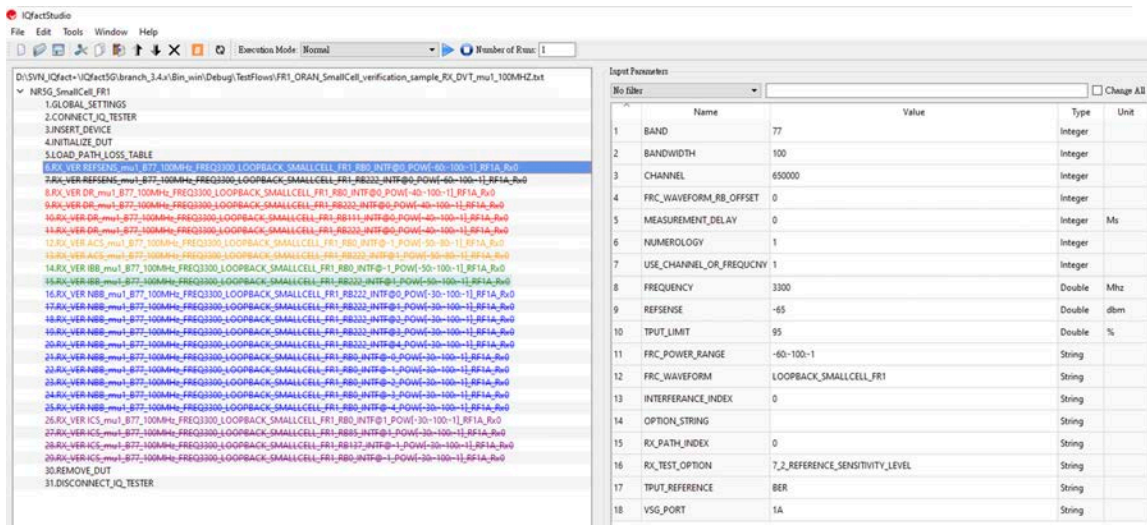 IQfactStudio
File Edit Tools Window Help
Execution Mode: Normal Number of Runs: 1
D:\SVN_IQfact+\IQfact5G\branch_3.4.x\Bin_win\Debug\TestFlows\FR1_ORAN_SmallCell_verification_sample_RX_DVT_mu1_100MHZ.txt
NR5G_SmallCell_FR1
1.GLOBAL_SETTINGS
2.CONNECT_IQ_TESTER
3.INSERT_DEVICE
4.INITIALIZE_DUT
5.LOAD_PATH_LOSS_TABLE
6.RX_VER REFSENS_mu1_B77_100MHz_FREQ3300_LOOPBACK_SMALLCELL_FR1_RB0_INTF@0_POW[-60:-100:-1]_RF1A_Rx0
7.RX_VER REFSENS_mu1_B77_100MHz_FREQ3300_LOOPBACK_SMALLCELL_FR1_RB222_INTF@0_POW[-60:-100:-1]_RF1A_Rx0
8.RX_VER DR_mu1_B77_100MHz_FREQ3300_LOOPBACK_SMALLCELL_FR1_RB0_INTF@0_POW[-40:-100:-1]_RF1A_Rx0
9.RX_VER DR_mu1_B77_100MHz_FREQ3300_LOOPBACK_SMALLCELL_FR1_RB222_INTF@0_POW[-40:-100:-1]_RF1A_Rx0
10.RX_VER DR_mu1_B77_100MHz_FREQ3300_LOOPBACK_SMALLCELL_FR1_RB111_INTF@0_POW[-40:-100:-1]_RF1A_Rx0
11.RX_VER DR_mu1_B77_100MHz_FREQ3300_LOOPBACK_SMALLCELL_FR1_RB222_INTF@0_POW[-40:-100:-1]_RF1A_Rx0
12.RX_VER ACS_mu1_B77_100MHz_FREQ3300_LOOPBACK_SMALLCELL_FR1_RB0_INTF@-1_POW[-50:-80:-1]_RF1A_Rx0
13.RX_VER ACS_mu1_B77_100MHz_FREQ3300_LOOPBACK_SMALLCELL_FR1_RB222_INTF@-1_POW[-50:-80:-1]_RF1A_Rx0
14.RX_VER IBB_mu1_B77_100MHz_FREQ3300_LOOPBACK_SMALLCELL_FR1_RB0_INTF@-1_POW[-50:-100:-1]_RF1A_Rx0
15.RX_VER IBB_mu1_B77_100MHz_FREQ3300_LOOPBACK_SMALLCELL_FR1_RB222_INTF@-1_POW[-50:-100:-1]_RF1A_Rx0
16.RX_VER NBB_mu1_B77_100MHz_FREQ3300_LOOPBACK_SMALLCELL_FR1_RB222_INTF@0_POW[-30:-100:-1]_RF1A_Rx0
17.RX_VER NBB_mu1_B77_100MHz_FREQ3300_LOOPBACK_SMALLCELL_FR1_RB222_INTF@1_POW[-30:-100:-1]_RF1A_Rx0
18.RX_VER NBB_mu1_B77_100MHz_FREQ3300_LOOPBACK_SMALLCELL_FR1_RB222_INTF@2_POW[-30:-100:-1]_RF1A_Rx0
19.RX_VER NBB_mu1_B77_100MHz_FREQ3300_LOOPBACK_SMALLCELL_FR1_RB222_INTF@3_POW[-30:-100:-1]_RF1A_Rx0
20.RX_VER NBB_mu1_B77_100MHz_FREQ3300_LOOPBACK_SMALLCELL_FR1_RB222_INTF@4_POW[-30:-100:-1]_RF1A_Rx0
21.RX_VER NBB_mu1_B77_100MHz_FREQ3300_LOOPBACK_SMALLCELL_FR1_RB0_INTF@-0_POW[-30:-100:-1]_RF1A_Rx0
22.RX_VER NBB_mu1_B77_100MHz_FREQ3300_LOOPBACK_SMALLCELL_FR1_RB0_INTF@-1_POW[-30:-100:-1]_RF1A_Rx0
23.RX_VER NBB_mu1_B77_100MHz_FREQ3300_LOOPBACK_SMALLCELL_FR1_RB0_INTF@-2_POW[-30:-100:-1]_RF1A_Rx0
24.RX_VER NBB_mu1_B77_100MHz_FREQ3300_LOOPBACK_SMALLCELL_FR1_RB0_INTF@-3_POW[-30:-100:-1]_RF1A_Rx0
25.RX_VER NBB_mu1_B77_100MHz_FREQ3300_LOOPBACK_SMALLCELL_FR1_RB0_INTF@-4_POW[-30:-100:-1]_RF1A_Rx0
26.RX_VER ICS_mu1_B77_100MHz_FREQ3300_LOOPBACK_SMALLCELL_FR1_RB0_INTF@1_POW[-30:-100:-1]_RF1A_Rx0
27.RX_VER ICS_mu1_B77_100MHz_FREQ3300_LOOPBACK_SMALLCELL_FR1_RB85_INTF@1_POW[-30:-100:-1]_RF1A_Rx0
28.RX_VER ICS_mu1_B77_100MHz_FREQ3300_LOOPBACK_SMALLCELL_FR1_RB137_INTF@-1_POW[-30:-100:-1]_RF1A_Rx0
29.RX_VER ICS_mu1_B77_100MHz_FREQ3300_LOOPBACK_SMALLCELL_FR1_RB0_INTF@-1_POW[-30:-100:-1]_RF1A_Rx0
30.REMOVE_DUT
31.DISCONNECT_IQ_TESTER
Input Parameters
No filter Change All
Name Value Type Unit
1 BAND 77 Integer
2 BANDWIDTH 100 Integer
3 CHANNEL 650000 Integer
4 FRC_WAVEFORM_RB_OFFSET 0 Integer
5 MEASUREMENT_DELAY 0 Integer Ms
6 NUMEROLOGY 1 Integer
7 USE_CHANNEL_OR_FREQUCNY 1 Integer
8 FREQUENCY 3300 Double Mhz
9 REFSENSE -65 Double dbm
10 TPUT_LIMIT 95 Double %
11 FRC_POWER_RANGE -60:-100:-1 String
12 FRC_WAVEFORM LOOPBACK_SMALLCELL_FR1 String
13 INTERFERANCE_INDEX 0 String
14 OPTION_STRING String
15 RX_PATH_INDEX 0 String
16 RX_TEST_OPTION 7_2_REFERENCE_SENSITIVITY_LEVEL String
17 TPUT_REFERENCE BER String
18 VSG_PORT 1A String